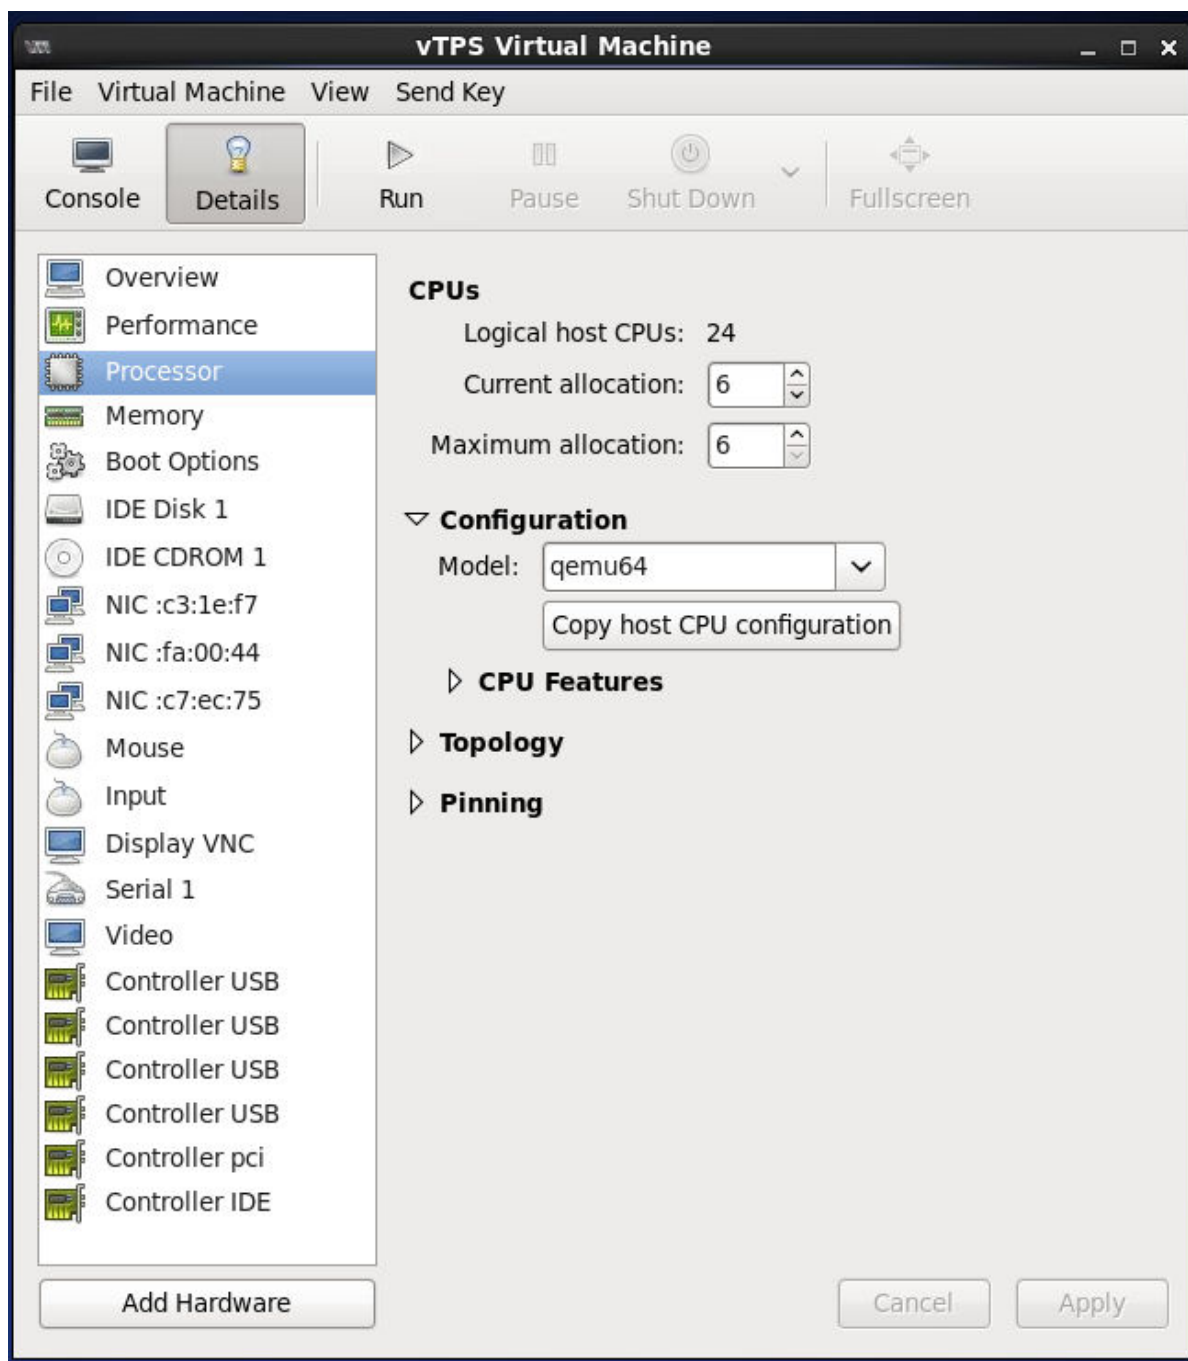 vTPS Virtual Machine
File Virtual Machine View Send Key
Console Details Run Pause Shut Down Fullscreen
Overview
Performance
Processor
Memory
Boot Options
IDE Disk 1
IDE CDROM 1
NIC :c3:1e:f7
NIC :fa:00:44
NIC :c7:ec:75
Mouse
Input
Display VNC
Serial 1
Video
Controller USB
Controller USB
Controller USB
Controller USB
Controller pci
Controller IDE
Add Hardware
CPUs
Logical host CPUs: 24
Current allocation: 6
Maximum allocation: 6
Configuration
Model: qemu64
Copy host CPU configuration
CPU Features
Topology
Pinning
Cancel Apply